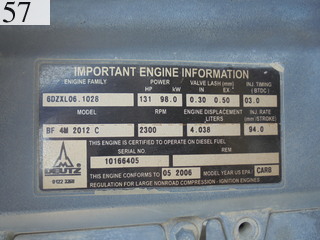 57
IMPORTANT ENGINE INFORMATION
ENGINE FAMILY POWER VALVE LASH (mm) INJ. TIMING
HP kW IN EX (BTDC)
6DZXL06.1028 131 98.0 0.30 0.50 03.0
MODEL RPM ENGINE DISPLACEMENT LITERS INJ. RATE (mm³/STROKE)
BF 4M 2012 C 2300 4.038 94.0
THIS ENGINE IS CERTIFIED TO OPERATE ON DIESEL FUEL
SERIAL NO. REM.
10166405
DEUTZ
THIS ENGINE CONFORMS TO 05 2006 MODEL YEAR US EPA CARB
REGULATION FOR LARGE NONROAD COMPRESSION - IGNITION ENGINES